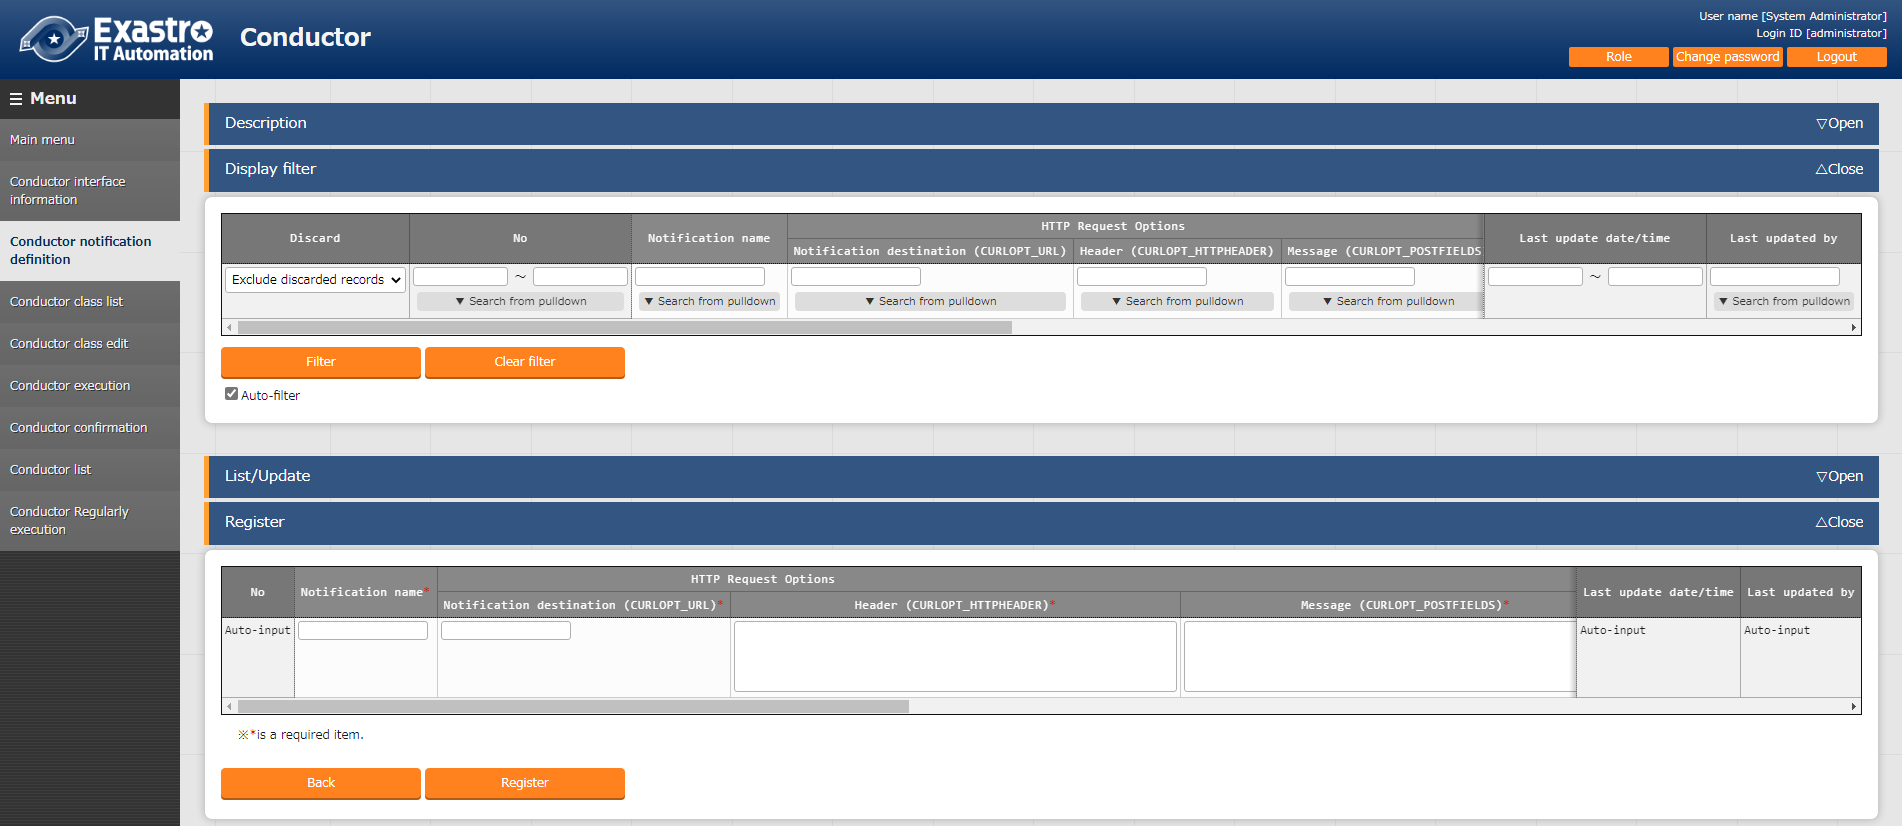 Exastro
IT Automation
Conductor
User name [System Administrator]
Login ID [administrator]
Role
Change password
Logout
Menu
Main menu
Conductor interface
information
Conductor notification
definition
Conductor class list
Conductor class edit
Conductor execution
Conductor confirmation
Conductor list
Conductor Regularly
execution
Description
▽Open
Display filter
△Close
Discard
No
Notification name
HTTP Request Options
Last update date/time
Last updated by
Notification destination (CURLOPT_URL)
Header (CURLOPT_HTTPHEADER)
Message (CURLOPT_POSTFIELDS
Exclude discarded records
~
~
▼ Search from pulldown
▼ Search from pulldown
▼ Search from pulldown
▼ Search from pulldown
▼ Search from pulldown
▼ Search from pulldown
Filter
Clear filter
Auto-filter
List/Update
▽Open
Register
△Close
No
Notification name*
HTTP Request Options
Last update date/time
Last updated by
Notification destination (CURLOPT_URL)*
Header (CURLOPT_HTTPHEADER)*
Message (CURLOPT_POSTFIELDS)*
Auto-input
Auto-input
Auto-input
※*is a required item.
Back
Register